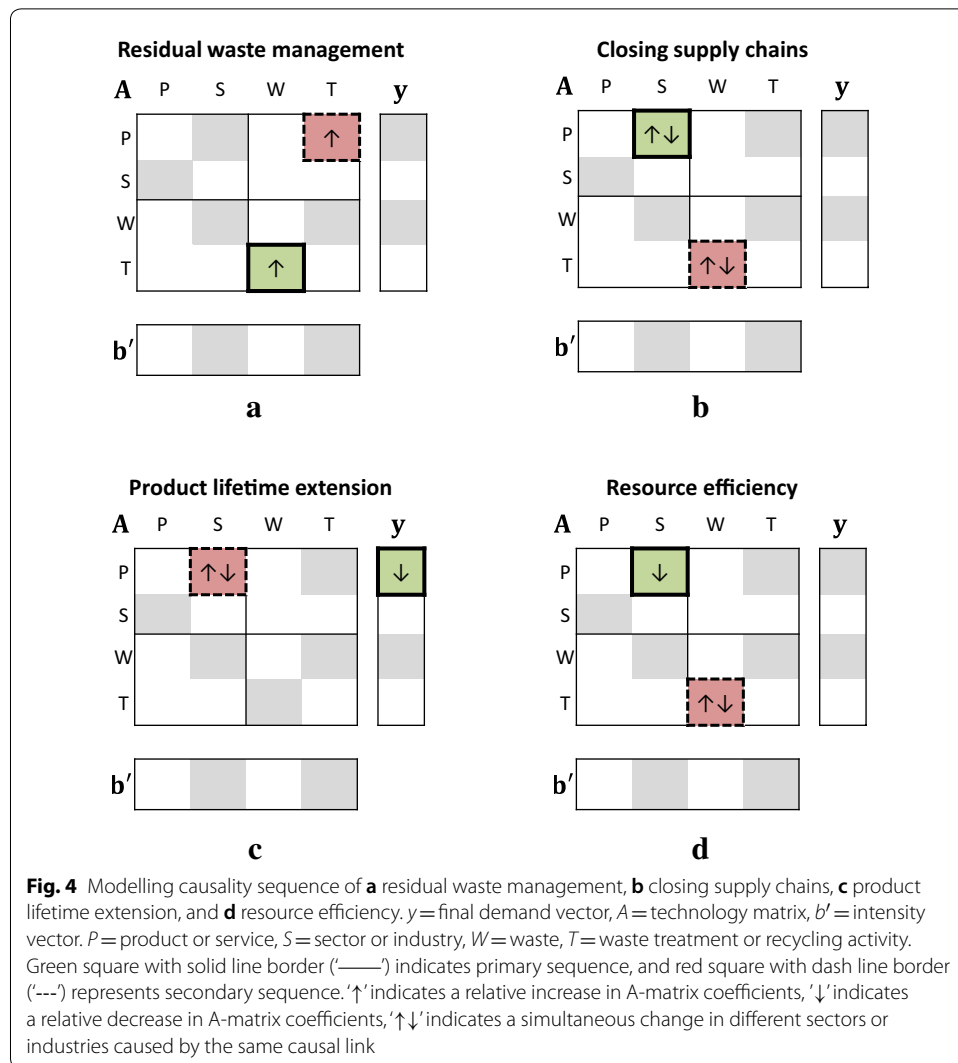 Residual waste management
A P S W T y
P ↑
S
W
T ↑
b′
a
Closing supply chains
A P S W T y
P ↑↓
S
W
T ↑↓
b′
b
Product lifetime extension
A P S W T y
P ↑↓ ↓
S
W
T
b′
c
Resource efficiency
A P S W T y
P ↓
S
W
T ↑↓
b′
d
Fig. 4 Modelling causality sequence of a residual waste management, b closing supply chains, c product
lifetime extension, and d resource efficiency. y = final demand vector, A = technology matrix, b′ = intensity
vector. P = product or service, S = sector or industry, W = waste, T = waste treatment or recycling activity.
Green square with solid line border (‘——’) indicates primary sequence, and red square with dash line border
(‘---’) represents secondary sequence. ‘↑’ indicates a relative increase in A-matrix coefficients, ’↓’ indicates
a relative decrease in A-matrix coefficients, ‘↑↓’ indicates a simultaneous change in different sectors or
industries caused by the same causal link